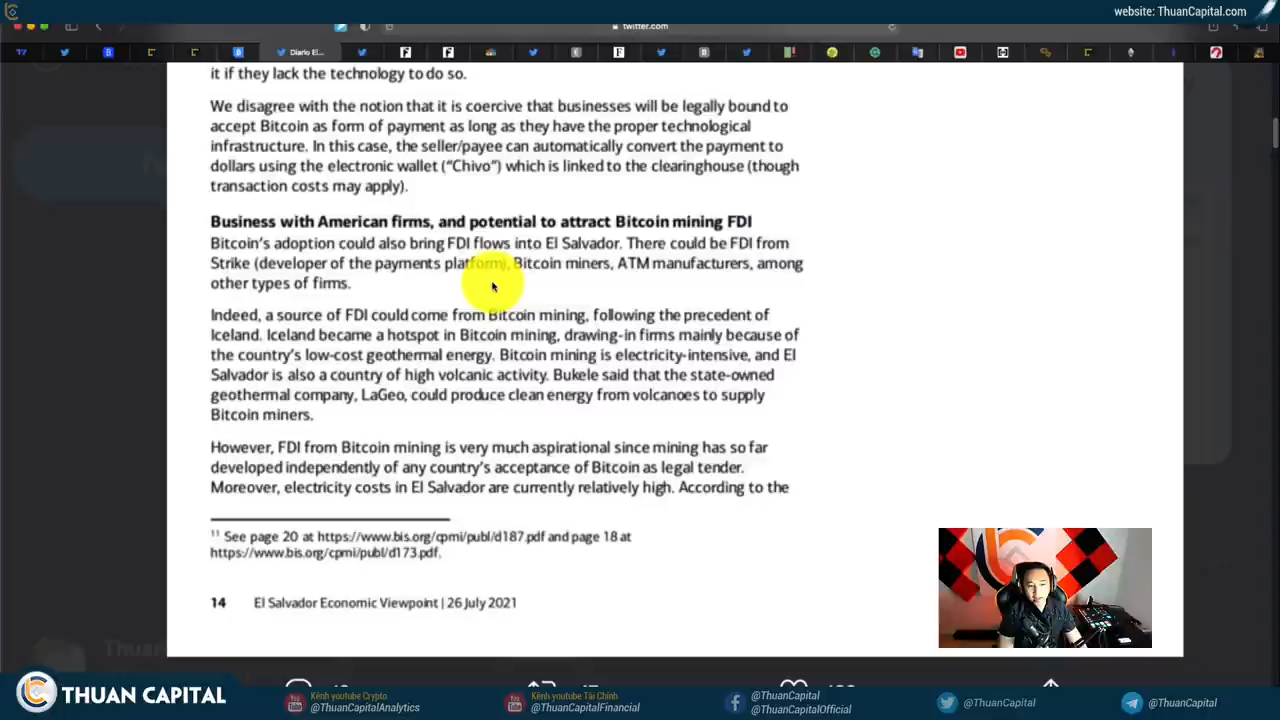 website: ThuanCapital.com
twitter.com
Diario El...
it if they lack the technology to do so.
We disagree with the notion that it is coercive that businesses will be legally bound to
accept Bitcoin as form of payment as long as they have the proper technological
infrastructure. In this case, the seller/payee can automatically convert the payment to
dollars using the electronic wallet ("Chivo") which is linked to the clearinghouse (though
transaction costs may apply).
Business with American firms, and potential to attract Bitcoin mining FDI
Bitcoin's adoption could also bring FDI flows into El Salvador. There could be FDI from
Strike (developer of the payments platform), Bitcoin miners, ATM manufacturers, among
other types of firms.
Indeed, a source of FDI could come from Bitcoin mining, following the precedent of
Iceland. Iceland became a hotspot in Bitcoin mining, drawing-in firms mainly because of
the country's low-cost geothermal energy. Bitcoin mining is electricity-intensive, and El
Salvador is also a country of high volcanic activity. Bukele said that the state-owned
geothermal company, LaGeo, could produce clean energy from volcanoes to supply
Bitcoin miners.
However, FDI from Bitcoin mining is very much aspirational since mining has so far
developed independently of any country's acceptance of Bitcoin as legal tender.
Moreover, electricity costs in El Salvador are currently relatively high. According to the
11 See page 20 at https://www.bis.org/cpmi/publ/d187.pdf and page 18 at
https://www.bis.org/cpmi/publ/d173.pdf.
14 El Salvador Economic Viewpoint | 26 July 2021
Thuan
THUAN CAPITAL
Kênh youtube Crypto
@ThuanCapitalAnalytics
Kênh youtube Tài Chính
@ThuanCapitalFinancial
@ThuanCapital
@ThuanCapitalOfficial
@ThuanCapital
@ThuanCapital